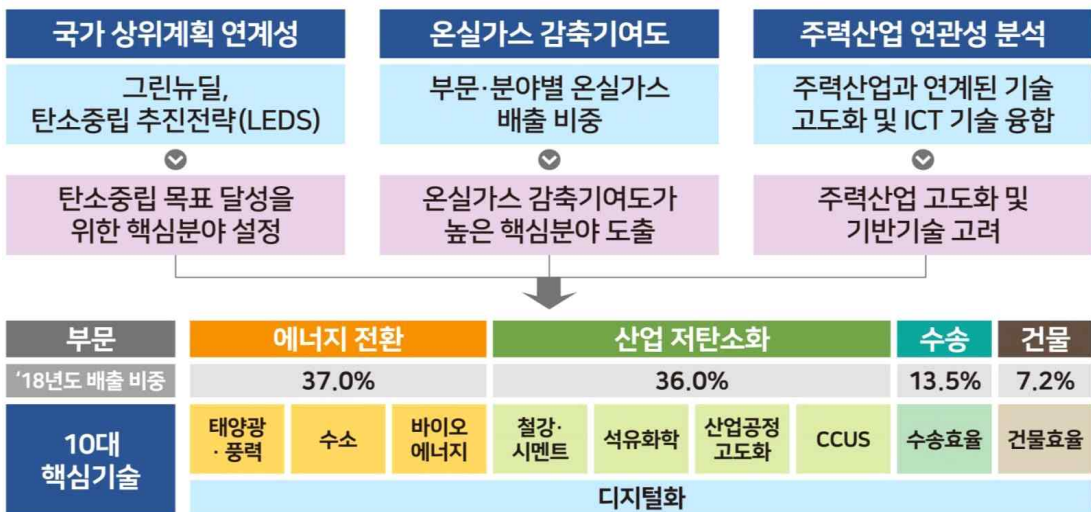 국가 상위계획 연계성
온실가스 감축기여도
주력산업 연관성 분석
그린뉴딜,
탄소중립 추진전략(LEDS)
부문·분야별 온실가스
배출 비중
주력산업과 연계된 기술
고도화 및 ICT 기술 융합
탄소중립 목표 달성을
위한 핵심분야 설정
온실가스 감축기여도가
높은 핵심분야 도출
주력산업 고도화 및
기반기술 고려
부문
에너지 전환
산업 저탄소화
수송
건물
'18년도 배출 비중
37.0%
36.0%
13.5%
7.2%
10대
핵심기술
태양광
·풍력
수소
바이오
에너지
철강·
시멘트
석유화학
산업공정
고도화
CCUS
수송효율
건물효율
디지털화